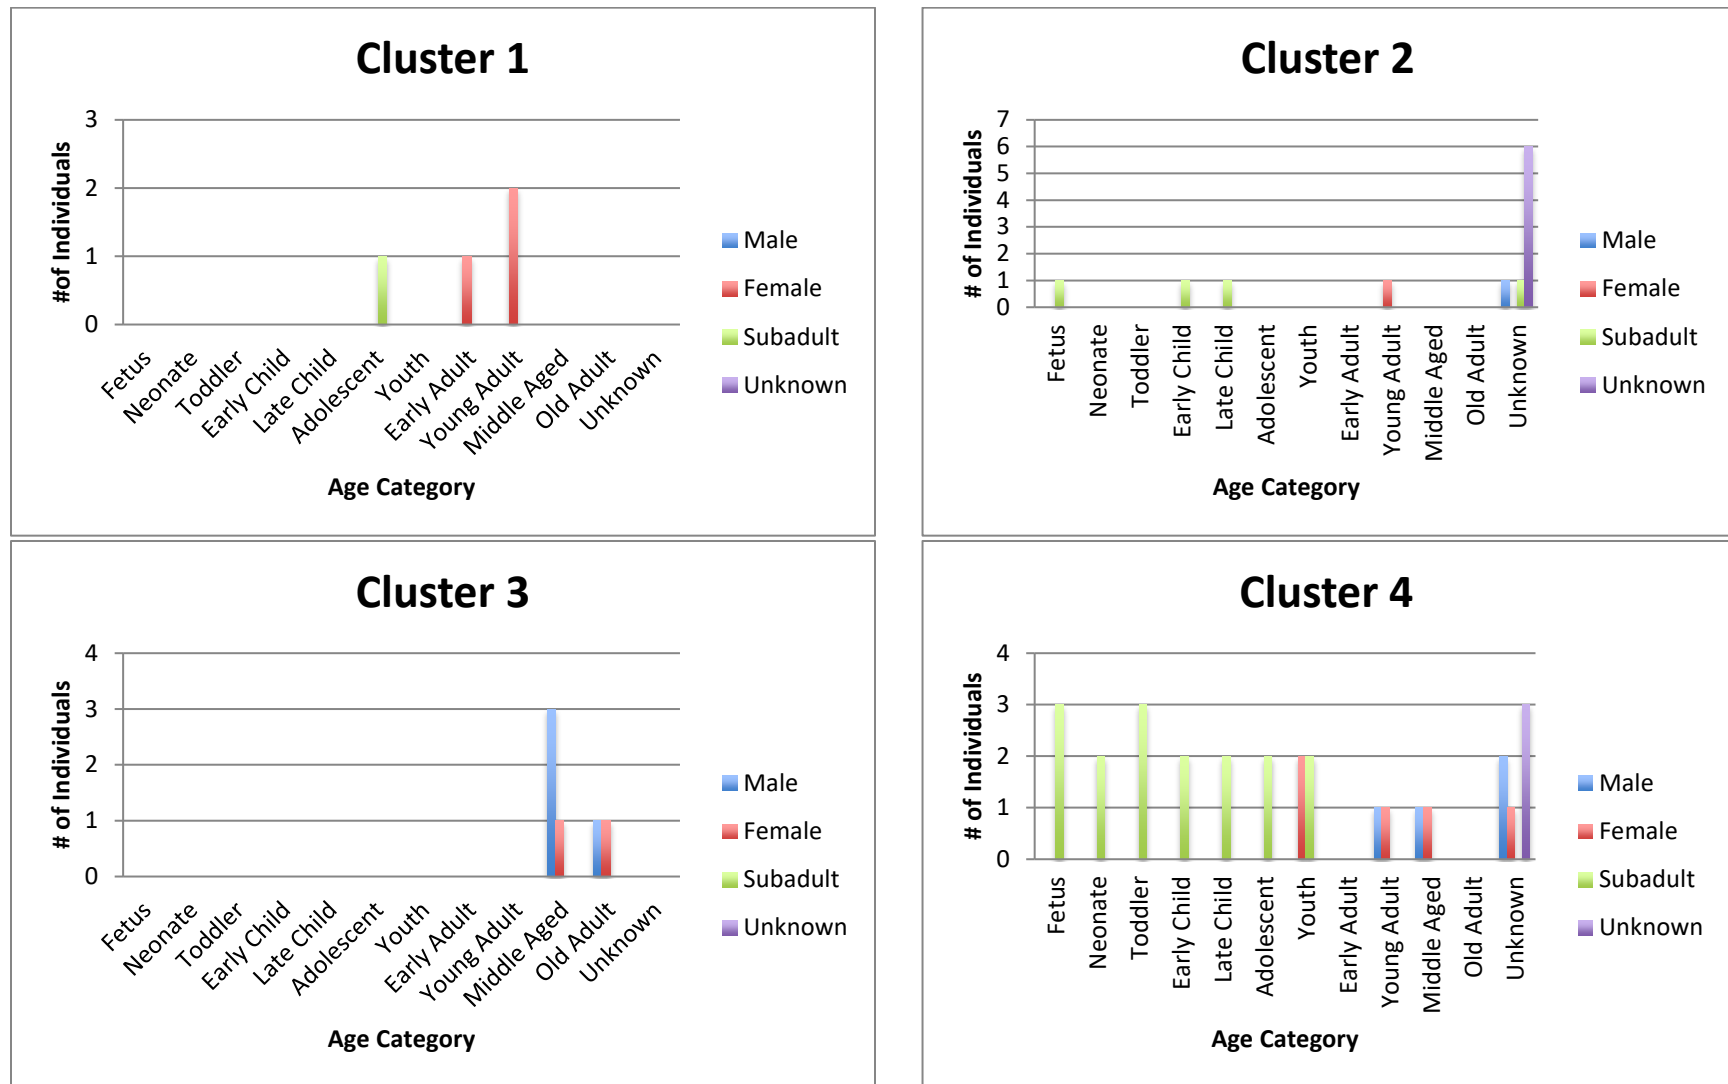 Cluster 1
#of Individuals
3
2
1
0
Fetus
Neonate
Toddler
Early Child
Late Child
Adolescent
Youth
Early Adult
Young Adult
Middle Aged
Old Adult
Unknown
Age Category
Male
Female
Subadult
Unknown
Cluster 2
# of Individuals
7
6
5
4
3
2
1
0
Fetus
Neonate
Toddler
Early Child
Late Child
Adolescent
Youth
Early Adult
Young Adult
Middle Aged
Old Adult
Unknown
Age Category
Male
Female
Subadult
Unknown
Cluster 3
# of Individuals
4
3
2
1
0
Fetus
Neonate
Toddler
Early Child
Late Child
Adolescent
Youth
Early Adult
Young Adult
Middle Aged
Old Adult
Unknown
Age Category
Male
Female
Subadult
Unknown
Cluster 4
# of Individuals
4
3
2
1
0
Fetus
Neonate
Toddler
Early Child
Late Child
Adolescent
Youth
Early Adult
Young Adult
Middle Aged
Old Adult
Unknown
Age Category
Male
Female
Subadult
Unknown